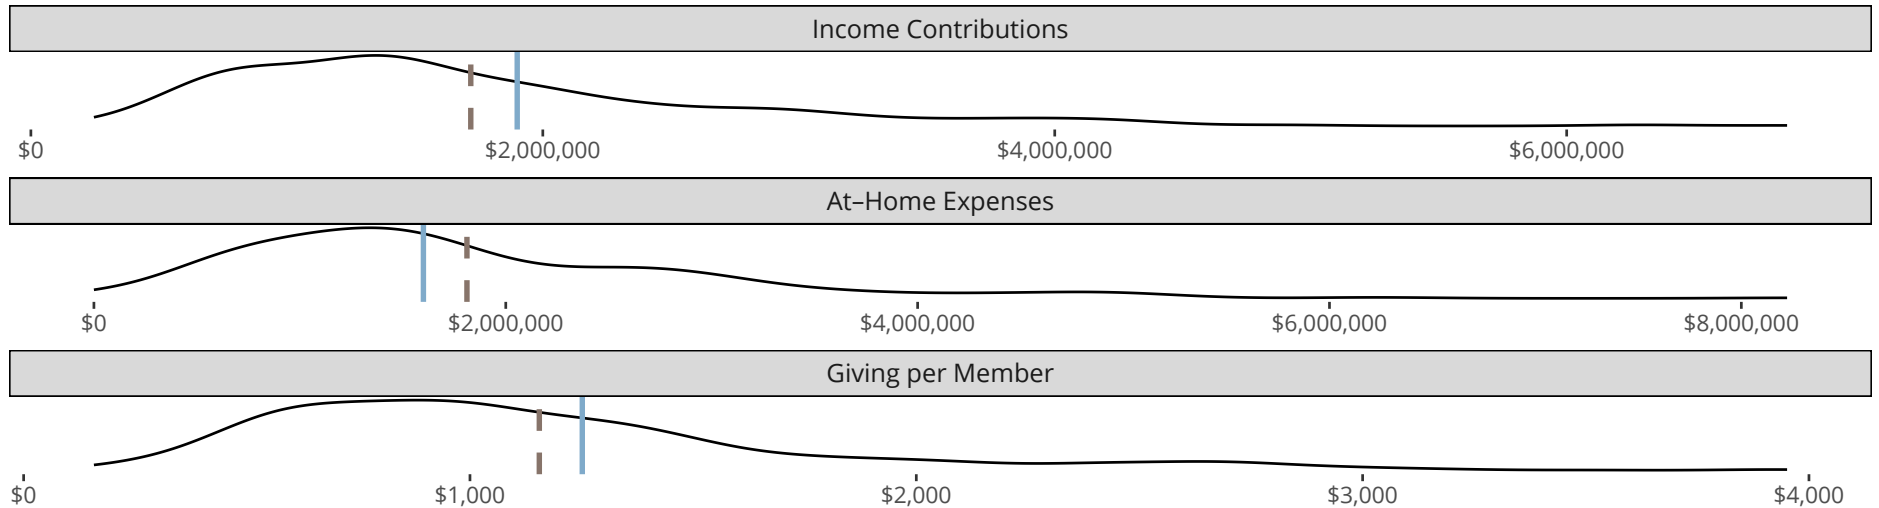 Income Contributions
$0 $2,000,000 $4,000,000 $6,000,000
At–Home Expenses
$0 $2,000,000 $4,000,000 $6,000,000 $8,000,000
Giving per Member
$0 $1,000 $2,000 $3,000 $4,000